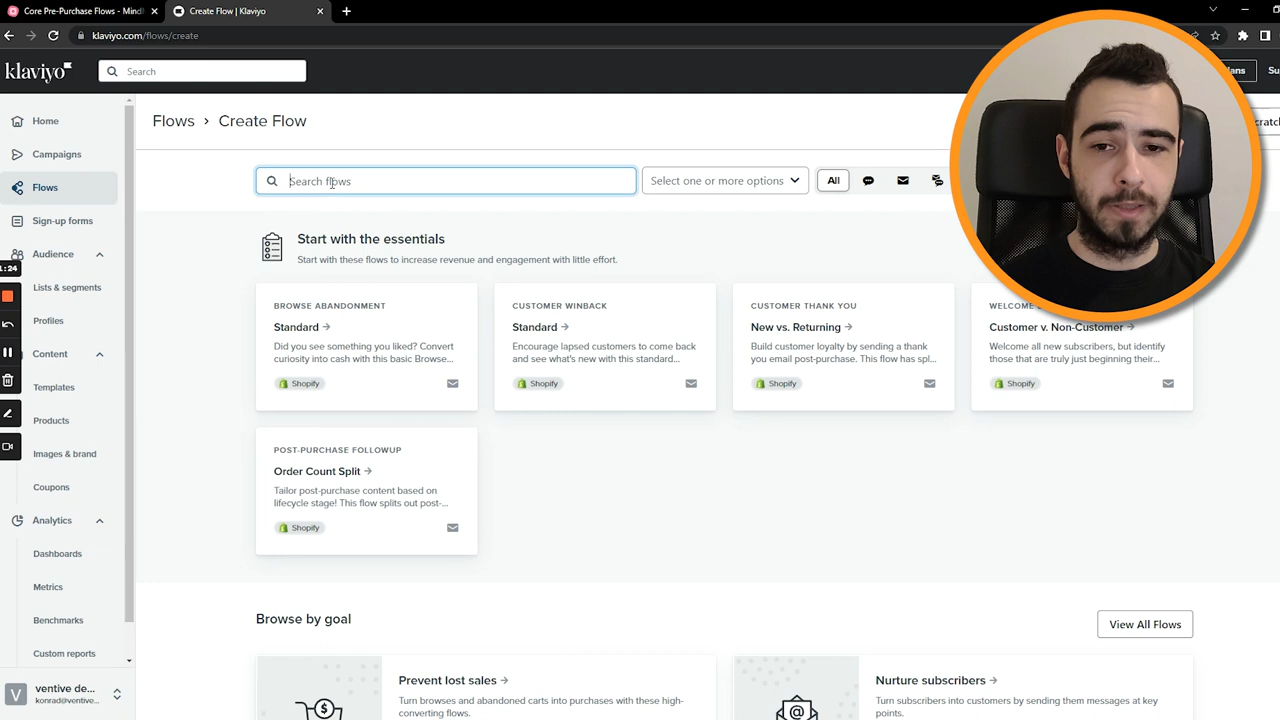 Core Pre-Purchase Flows - Mind
Create Flow | Klaviyo
klaviyo.com/flows/create
klaviyo
Search
Home
Campaigns
Flows
Sign-up forms
Audience
Lists & segments
Profiles
Content
Templates
Products
Images & brand
Coupons
Analytics
Dashboards
Metrics
Benchmarks
Custom reports
ventive de...
konrad@ventive...
1:24
Flows > Create Flow
Search flows
Select one or more options
All
Start with the essentials
Start with these flows to increase revenue and engagement with little effort.
BROWSE ABANDONMENT
Standard
Did you see something you liked? Convert
curiosity into cash with this basic Browse...
Shopify
CUSTOMER WINBACK
Standard
Encourage lapsed customers to come back
and see what's new with this standard...
Shopify
CUSTOMER THANK YOU
New vs. Returning
Build customer loyalty by sending a thank
you email post-purchase. This flow has spl...
Shopify
Customer v. Non-Customer
Welcome all new subscribers, but identify
those that are truly just beginning their...
Shopify
POST-PURCHASE FOLLOWUP
Order Count Split
Tailor post-purchase content based on
lifecycle stage! This flow splits out post-...
Shopify
Browse by goal
View All Flows
Prevent lost sales
Turn browses and abandoned carts into purchases with these high-
converting flows.
Nurture subscribers
Turn subscribers into customers by sending them messages at key
points.